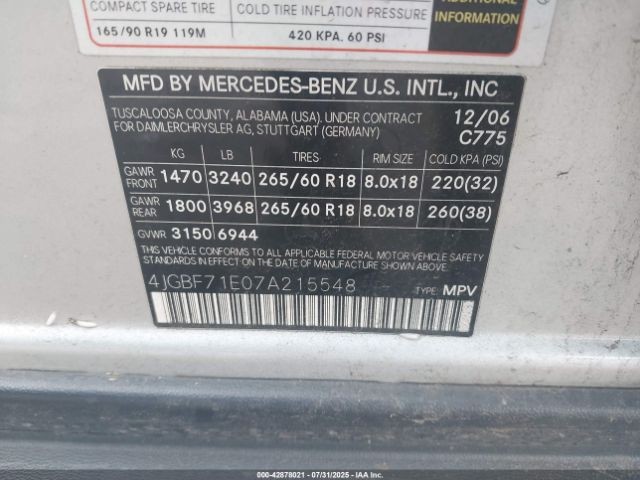 COMPACT SPARE TIRE COLD TIRE INFLATION PRESSURE
165/90 R19 119M 420 KPA. 60 PSI
ADDITIONAL
INFORMATION
MFD BY MERCEDES-BENZ U.S. INTL., INC
TUSCALOOSA COUNTY, ALABAMA (USA). UNDER CONTRACT 12/06
FOR DAIMLERCHRYSLER AG, STUTTGART (GERMANY) C775
KG LB TIRES RIM SIZE COLD KPA (PSI)
GAWR FRONT 1470 3240 265/60 R18 8.0x18 220(32)
GAWR REAR 1800 3968 265/60 R18 8.0x18 260(38)
GVWR 3150 6944
THIS VEHICLE CONFORMS TO ALL APPLICABLE FEDERAL MOTOR VEHICLE SAFETY
STANDARDS IN EFFECT ON THE DATE OF MANUFACTURE SHOWN ABOVE.
4JGBF71E07A215548 TYPE: MPV
000-42878021 - 07/31/2025 - Copart, Inc.